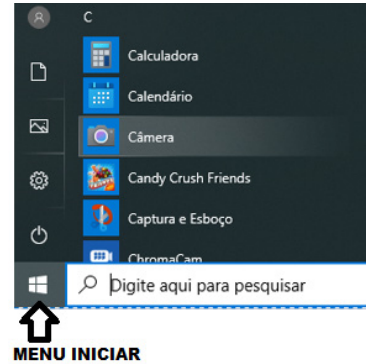 C
Calculadora
Calendário
Câmera
Candy Crush Friends
Captura e Esboço
ChromaCam
Digite aqui para pesquisar
MENU INICIAR